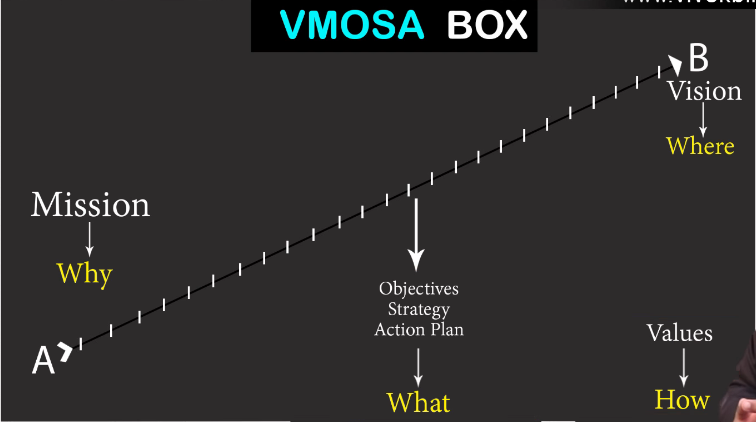 VMOSA BOX
B
Vision
Where
Mission
Why
Objectives
Strategy
Action Plan
What
A
Values
How